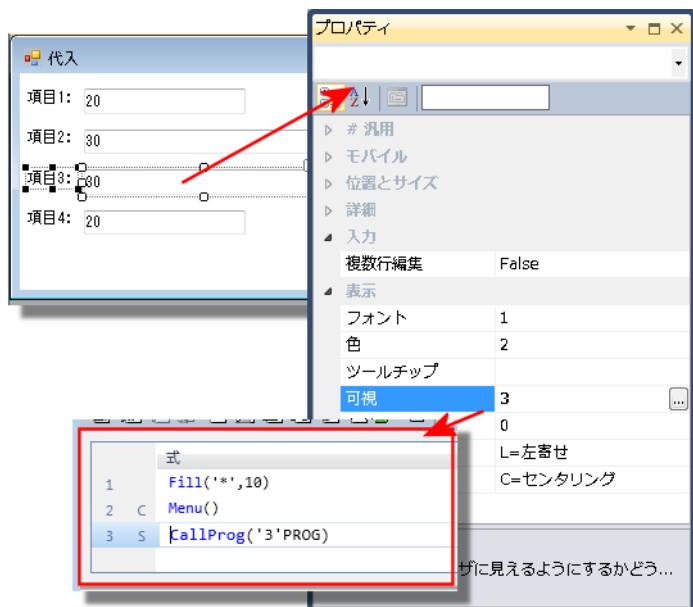 代入
項目1: 20
項目2: 30
項目3: 30
項目4: 20
プロパティ
# 汎用
モバイル
位置とサイズ
詳細
入力
複数行編集 False
表示
フォント 1
色 2
ツールチップ
可視 3 ...
0
L=左寄せ
C=センタリング
ザに見えるようにするかどう...
式
1 Fill('*',10)
2 C Menu()
3 S CallProg('3'PROG)